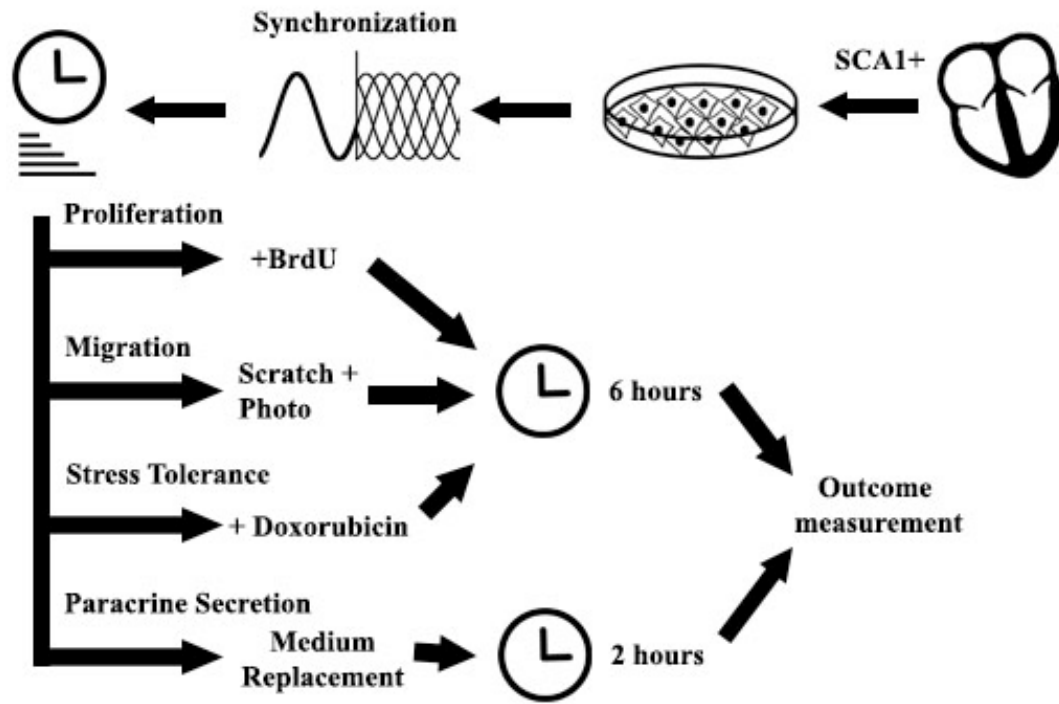 Synchronization
SCA1+
Proliferation
+BrdU
Migration
Scratch +
Photo
6 hours
Stress Tolerance
+ Doxorubicin
Outcome
measurement
Paracrine Secretion
Medium
Replacement
2 hours